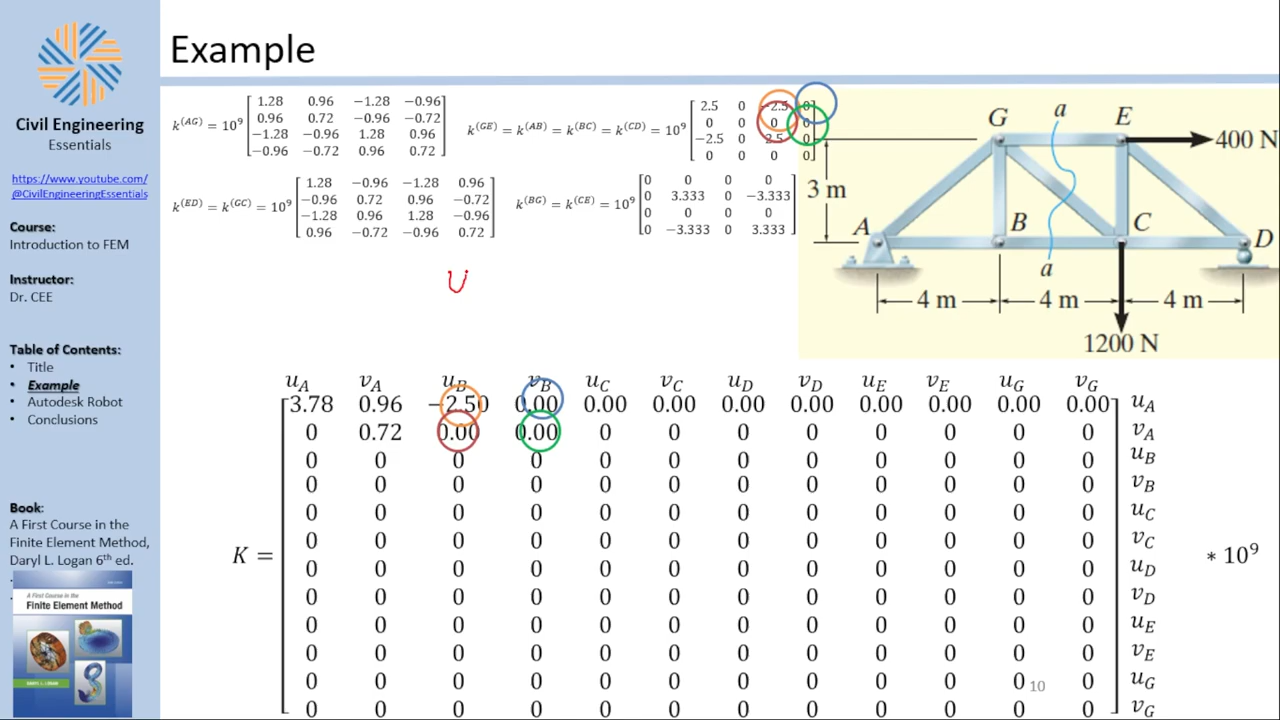 Example
Civil Engineering
Essentials
https://www.youtube.com/
@CivilEngineeringEssentials
Course:
Introduction to FEM
Instructor:
Dr. CEE
Table of Contents:
• Title
• Example
• Autodesk Robot
• Conclusions
Book:
A First Course in the
Finite Element Method,
Daryl L. Logan 6th ed.
A First Course in the
Finite Element Method
k^(AG) = 10^9
1.28 0.96 −1.28 −0.96
0.96 0.72 −0.96 −0.72
−1.28 −0.96 1.28 0.96
−0.96 −0.72 0.96 0.72
k^(GE) = k^(AB) = k^(BC) = k^(CD) = 10^9
2.5 0 −2.5 0
0 0 0 0
−2.5 0 2.5 0
0 0 0 0
k^(ED) = k^(GC) = 10^9
1.28 −0.96 −1.28 0.96
−0.96 0.72 0.96 −0.72
−1.28 0.96 1.28 −0.96
0.96 −0.72 −0.96 0.72
k^(BG) = k^(CE) = 10^9
0 0 0 0
0 3.333 0 −3.333
0 0 0 0
0 −3.333 0 3.333
U
G a E
400 N
3 m
A B C D
a
4 m 4 m 4 m
1200 N
u_A v_A u_B v_B u_C v_C u_D v_D u_E v_E u_G v_G
3.78 0.96 −2.50 0.00 0.00 0.00 0.00 0.00 0.00 0.00 0.00 0.00 u_A
0 0.72 0.00 0.00 0 0 0 0 0 0 0 0 v_A
0 0 0 0 0 0 0 0 0 0 0 0 u_B
0 0 0 0 0 0 0 0 0 0 0 0 v_B
0 0 0 0 0 0 0 0 0 0 0 0 u_C
0 0 0 0 0 0 0 0 0 0 0 0 v_C
K =
* 10^9
0 0 0 0 0 0 0 0 0 0 0 0 u_D
0 0 0 0 0 0 0 0 0 0 0 0 v_D
0 0 0 0 0 0 0 0 0 0 0 0 u_E
0 0 0 0 0 0 0 0 0 0 0 0 v_E
0 0 0 0 0 0 0 0 0 0 0 0 u_G
0 0 0 0 0 0 0 0 0 0 0 0 v_G
10